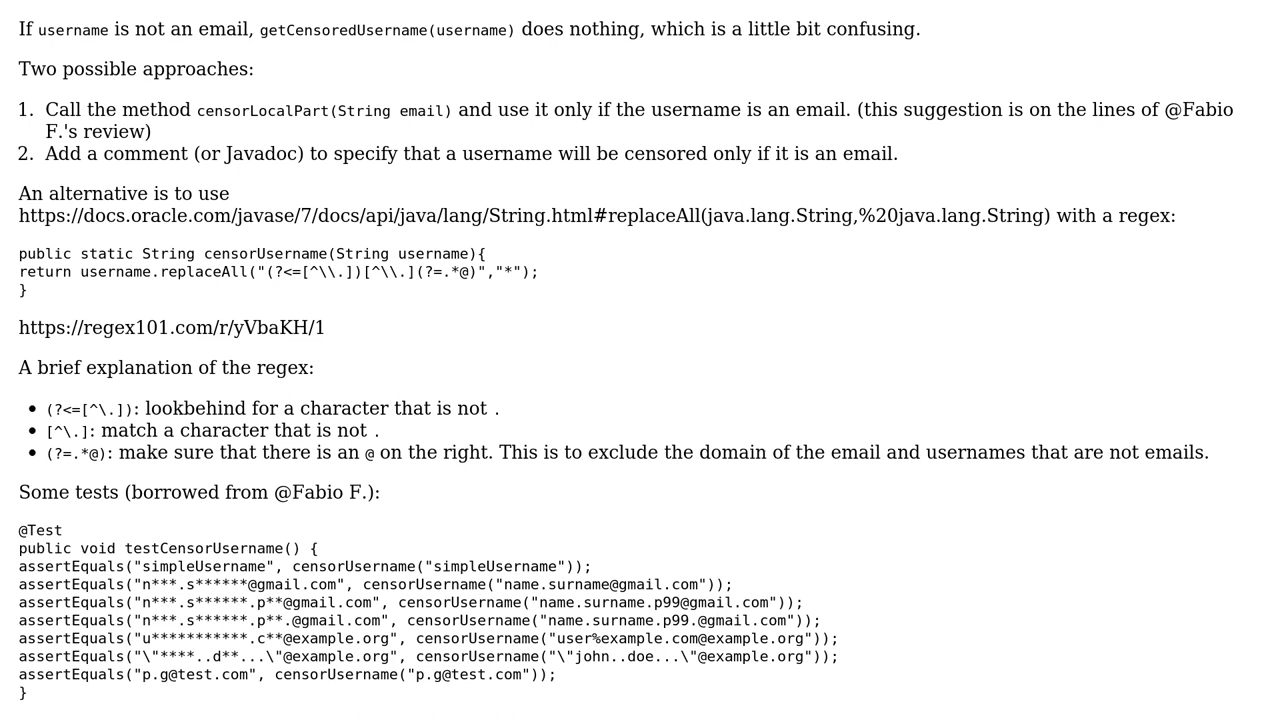 If username is not an email, getCensoredUsername(username) does nothing, which is a little bit confusing.
Two possible approaches:
1. Call the method censorLocalPart(String email) and use it only if the username is an email. (this suggestion is on the lines of @Fabio
F.'s review)
2. Add a comment (or Javadoc) to specify that a username will be censored only if it is an email.
An alternative is to use
https://docs.oracle.com/javase/7/docs/api/java/lang/String.html#replaceAll(java.lang.String,%20java.lang.String) with a regex:
public static String censorUsername(String username){
return username.replaceAll("(?<=[^\\.])[^\\.](?=.*@)","*");
}
https://regex101.com/r/yVbaKH/1
A brief explanation of the regex:
• (?<=[^\.]): lookbehind for a character that is not .
• [^\.]: match a character that is not .
• (?=.*@): make sure that there is an @ on the right. This is to exclude the domain of the email and usernames that are not emails.
Some tests (borrowed from @Fabio F.):
@Test
public void testCensorUsername() {
assertEquals("simpleUsername", censorUsername("simpleUsername"));
assertEquals("n***.s******@gmail.com", censorUsername("name.surname@gmail.com"));
assertEquals("n***.s******.p**@gmail.com", censorUsername("name.surname.p99@gmail.com"));
assertEquals("n***.s******.p**.@gmail.com", censorUsername("name.surname.p99.@gmail.com"));
assertEquals("u***********.c**@example.org", censorUsername("user%example.com@example.org"));
assertEquals("\"****..d**...\"@example.org", censorUsername("\"john..doe...\"@example.org"));
assertEquals("p.g@test.com", censorUsername("p.g@test.com"));
}